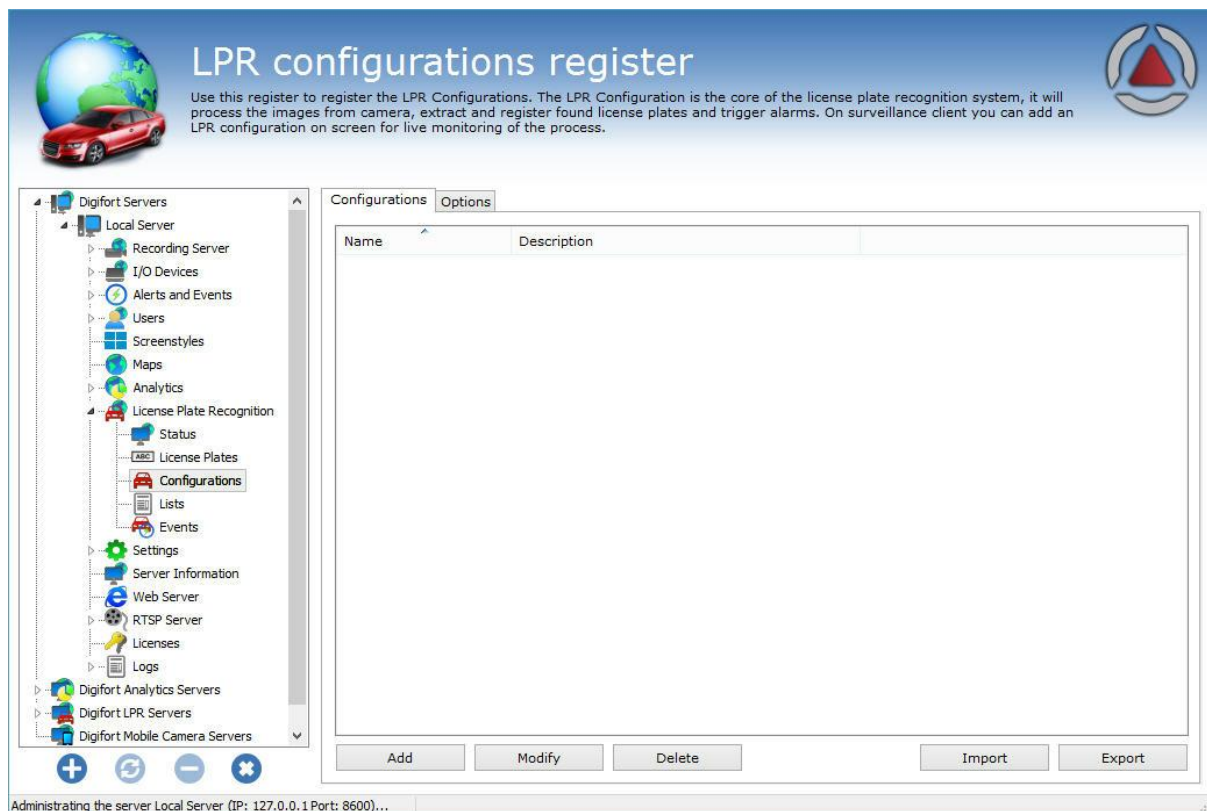 LPR configurations register
Use this register to register the LPR Configurations. The LPR Configuration is the core of the license plate recognition system, it will
process the images from camera, extract and register found license plates and trigger alarms. On surveillance client you can add an
LPR configuration on screen for live monitoring of the process.
Digifort Servers
Local Server
Recording Server
I/O Devices
Alerts and Events
Users
Screenstyles
Maps
Analytics
License Plate Recognition
Status
ABC License Plates
Configurations
Lists
Events
Settings
Server Information
Web Server
RTSP Server
Licenses
Logs
Digifort Analytics Servers
Digifort LPR Servers
Digifort Mobile Camera Servers
Configurations Options
Name Description
Add Modify Delete Import Export
Administrating the server Local Server (IP: 127.0.0.1 Port: 8600)...